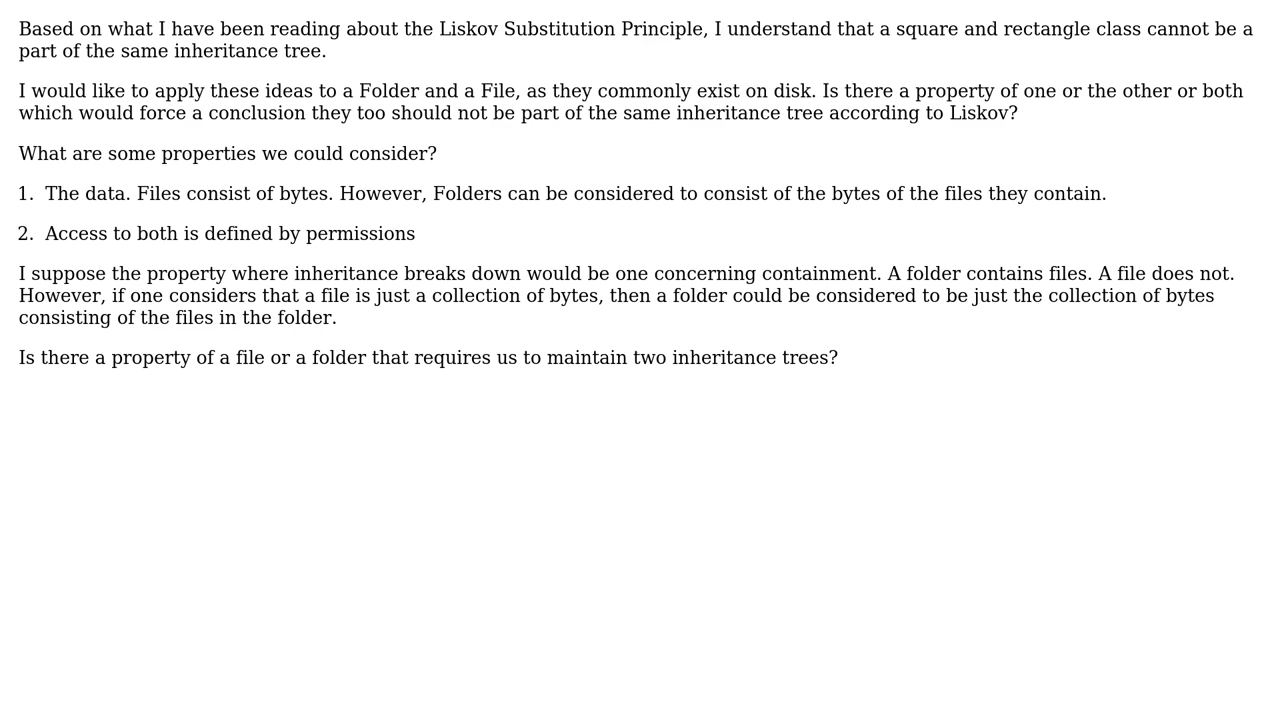 Based on what I have been reading about the Liskov Substitution Principle, I understand that a square and rectangle class cannot be a
part of the same inheritance tree.
I would like to apply these ideas to a Folder and a File, as they commonly exist on disk. Is there a property of one or the other or both
which would force a conclusion they too should not be part of the same inheritance tree according to Liskov?
What are some properties we could consider?
1. The data. Files consist of bytes. However, Folders can be considered to consist of the bytes of the files they contain.
2. Access to both is defined by permissions
I suppose the property where inheritance breaks down would be one concerning containment. A folder contains files. A file does not.
However, if one considers that a file is just a collection of bytes, then a folder could be considered to be just the collection of bytes
consisting of the files in the folder.
Is there a property of a file or a folder that requires us to maintain two inheritance trees?